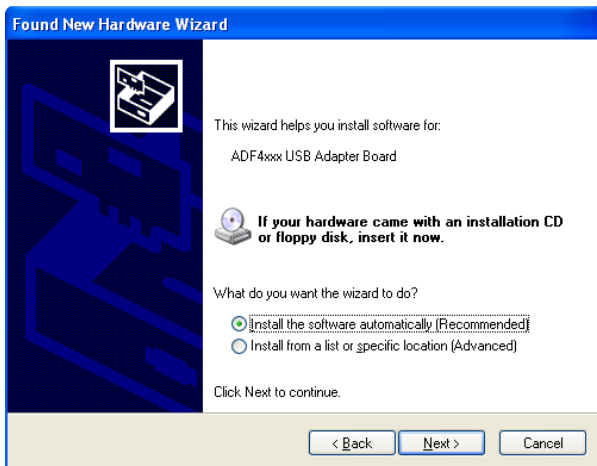 Found New Hardware Wizard
This wizard helps you install software for:
ADF4xxx USB Adapter Board
If your hardware came with an installation CD
or floppy disk, insert it now.
What do you want the wizard to do?
Install the software automatically (Recommended)
Install from a list or specific location (Advanced)
Click Next to continue.
< Back Next > Cancel